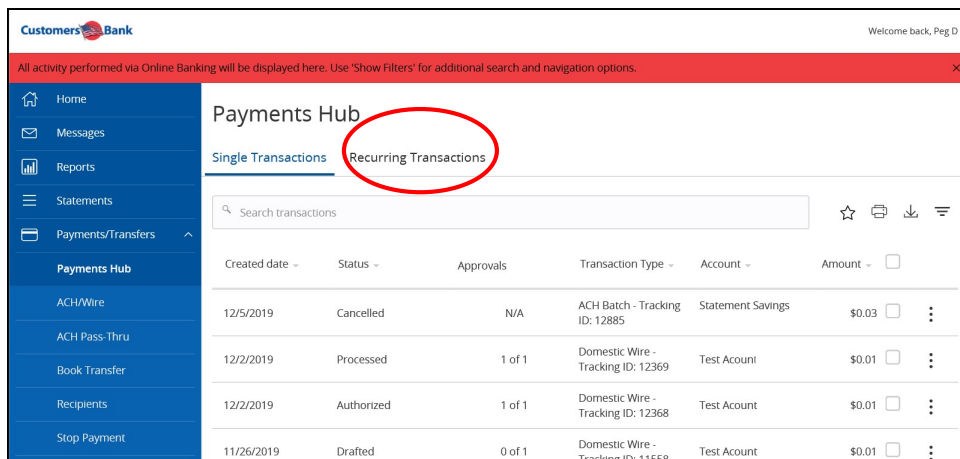 Customers Bank
Welcome back, Peg D
All activity performed via Online Banking will be displayed here. Use 'Show Filters' for additional search and navigation options.
Home
Messages
Reports
Statements
Payments/Transfers
Payments Hub
ACH/Wire
ACH Pass-Thru
Book Transfer
Recipients
Stop Payment
Payments Hub
Single Transactions Recurring Transactions
Search transactions
Created date Status Approvals Transaction Type Account Amount
12/5/2019 Cancelled N/A ACH Batch - Tracking Statement Savings $0.03
ID: 12885
12/2/2019 Processed 1 of 1 Domestic Wire - Test Acount $0.01
Tracking ID: 12369
12/2/2019 Authorized 1 of 1 Domestic Wire - Test Acount $0.01
Tracking ID: 12368
11/26/2019 Drafted 0 of 1 Domestic Wire - Test Acount $0.01
Tracking ID: 11558